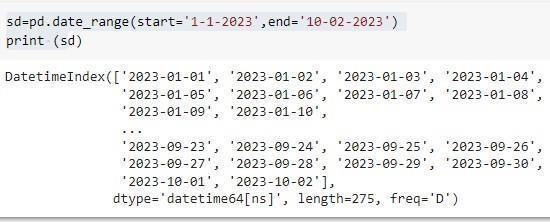 sd=pd.date_range(start='1-1-2023',end='10-02-2023')
print (sd)
DatetimeIndex(['2023-01-01', '2023-01-02', '2023-01-03', '2023-01-04',
'2023-01-05', '2023-01-06', '2023-01-07', '2023-01-08',
'2023-01-09', '2023-01-10',
...
'2023-09-23', '2023-09-24', '2023-09-25', '2023-09-26',
'2023-09-27', '2023-09-28', '2023-09-29', '2023-09-30',
'2023-10-01', '2023-10-02'],
dtype='datetime64[ns]', length=275, freq='D')